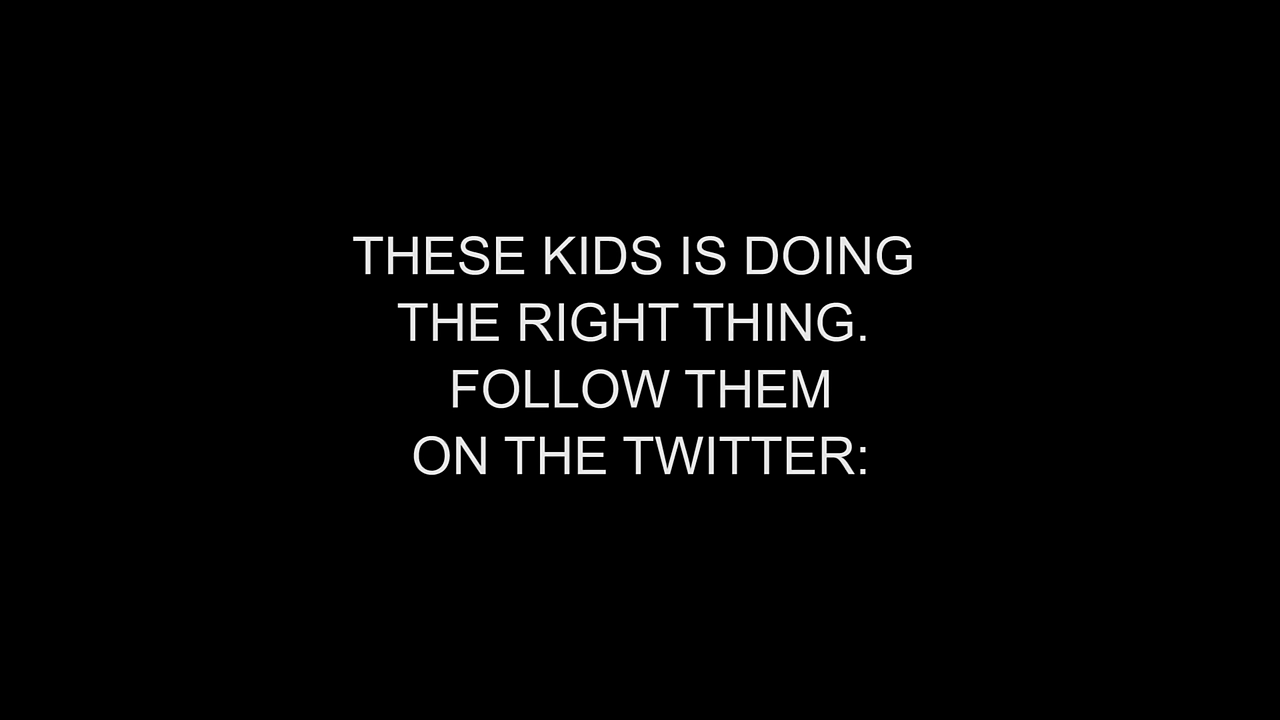 THESE KIDS IS DOING
THE RIGHT THING.
FOLLOW THEM
ON THE TWITTER: